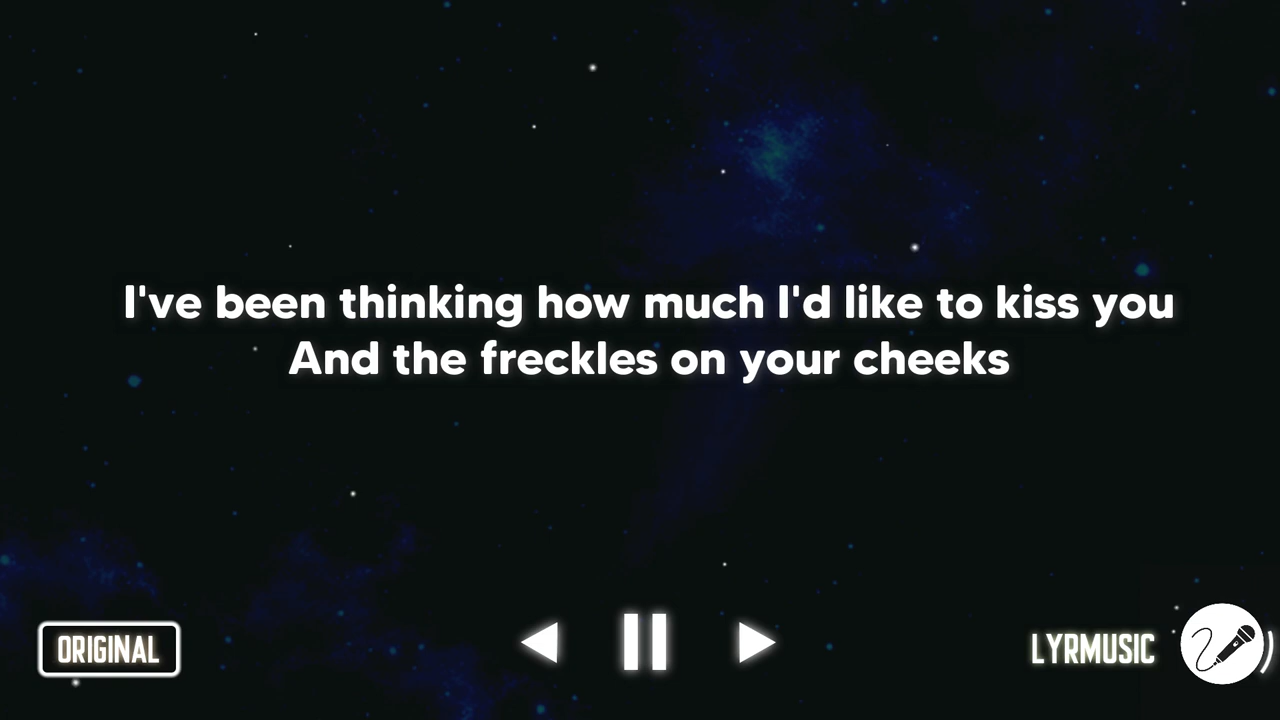 I've been thinking how much I'd like to kiss you
And the freckles on your cheeks
ORIGINAL
LYRMUSIC